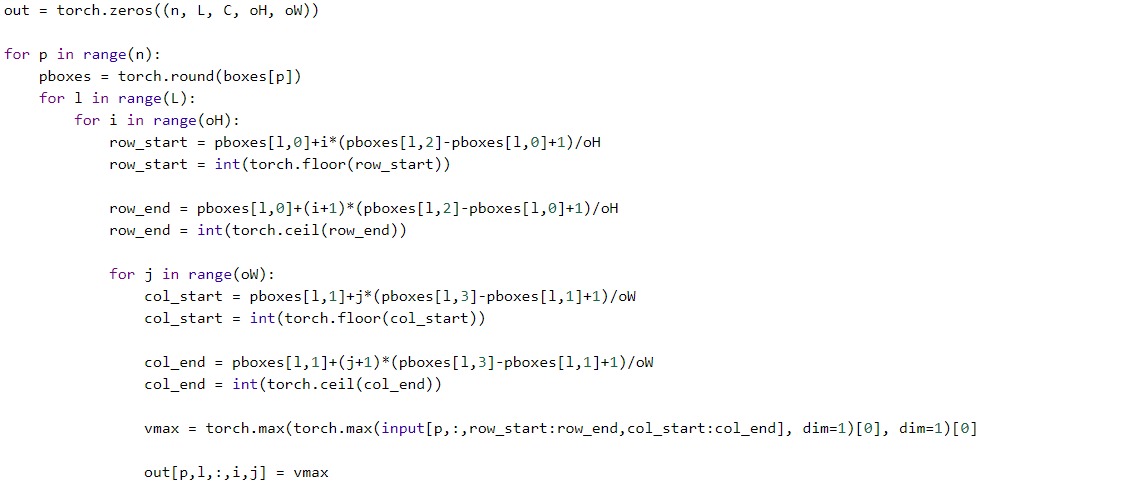 out = torch.zeros((n, L, C, oH, oW))

for p in range(n):
    pboxes = torch.round(boxes[p])
    for l in range(L):
        for i in range(oH):
            row_start = pboxes[l,0]+i*(pboxes[l,2]-pboxes[l,0]+1)/oH
            row_start = int(torch.floor(row_start))

            row_end = pboxes[l,0]+(i+1)*(pboxes[l,2]-pboxes[l,0]+1)/oH
            row_end = int(torch.ceil(row_end))

            for j in range(oW):
                col_start = pboxes[l,1]+j*(pboxes[l,3]-pboxes[l,1]+1)/oW
                col_start = int(torch.floor(col_start))

                col_end = pboxes[l,1]+(j+1)*(pboxes[l,3]-pboxes[l,1]+1)/oW
                col_end = int(torch.ceil(col_end))

                vmax = torch.max(torch.max(input[p,:,row_start:row_end,col_start:col_end], dim=1)[0], dim=1)[0]

                out[p,l,:,i,j] = vmax